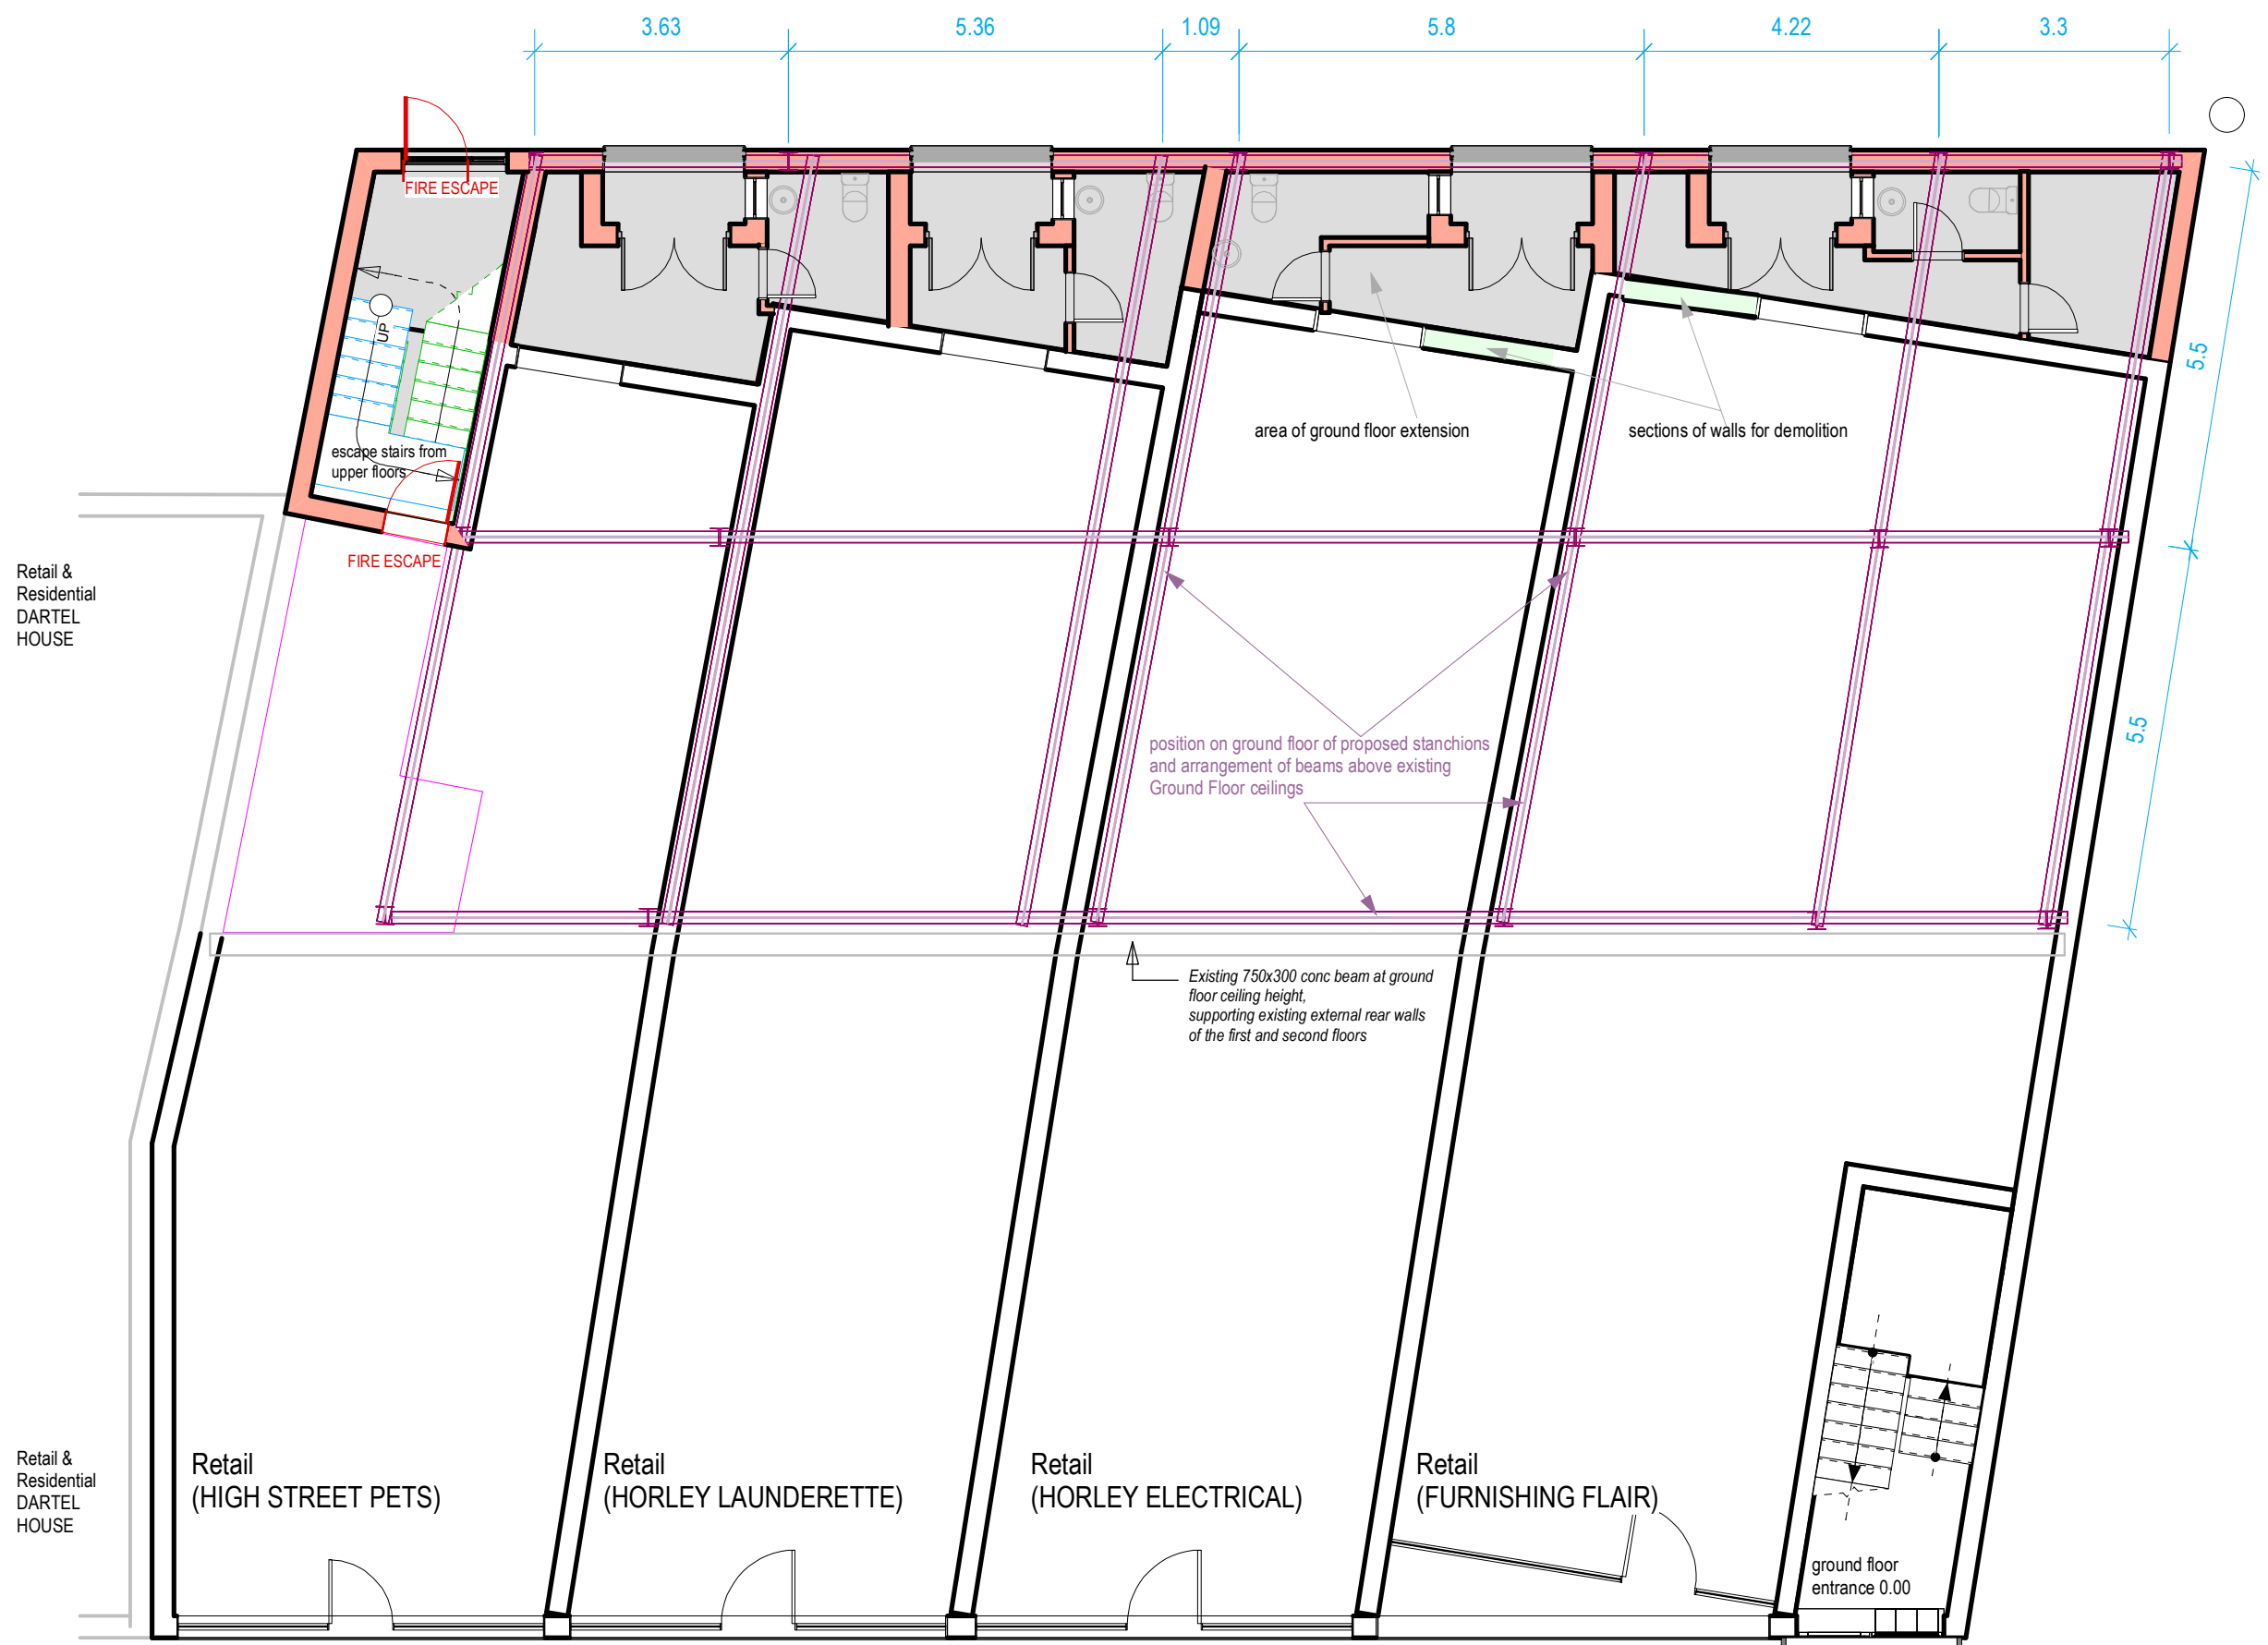 3.63
5.36
1.09
5.8
4.22
3.3
FIRE ESCAPE
UP
escape stairs from
upper floors
FIRE ESCAPE
area of ground floor extension
sections of walls for demolition
5.5
5.5
Retail &
Residential
DARTEL
HOUSE
position on ground floor of proposed stanchions
and arrangement of beams above existing
Ground Floor ceilings
Existing 750x300 conc beam at ground
floor ceiling height,
supporting existing external rear walls
of the first and second floors
Retail &
Residential
DARTEL
HOUSE
Retail
(HIGH STREET PETS)
Retail
(HORLEY LAUNDERETTE)
Retail
(HORLEY ELECTRICAL)
Retail
(FURNISHING FLAIR)
ground floor
entrance 0.00